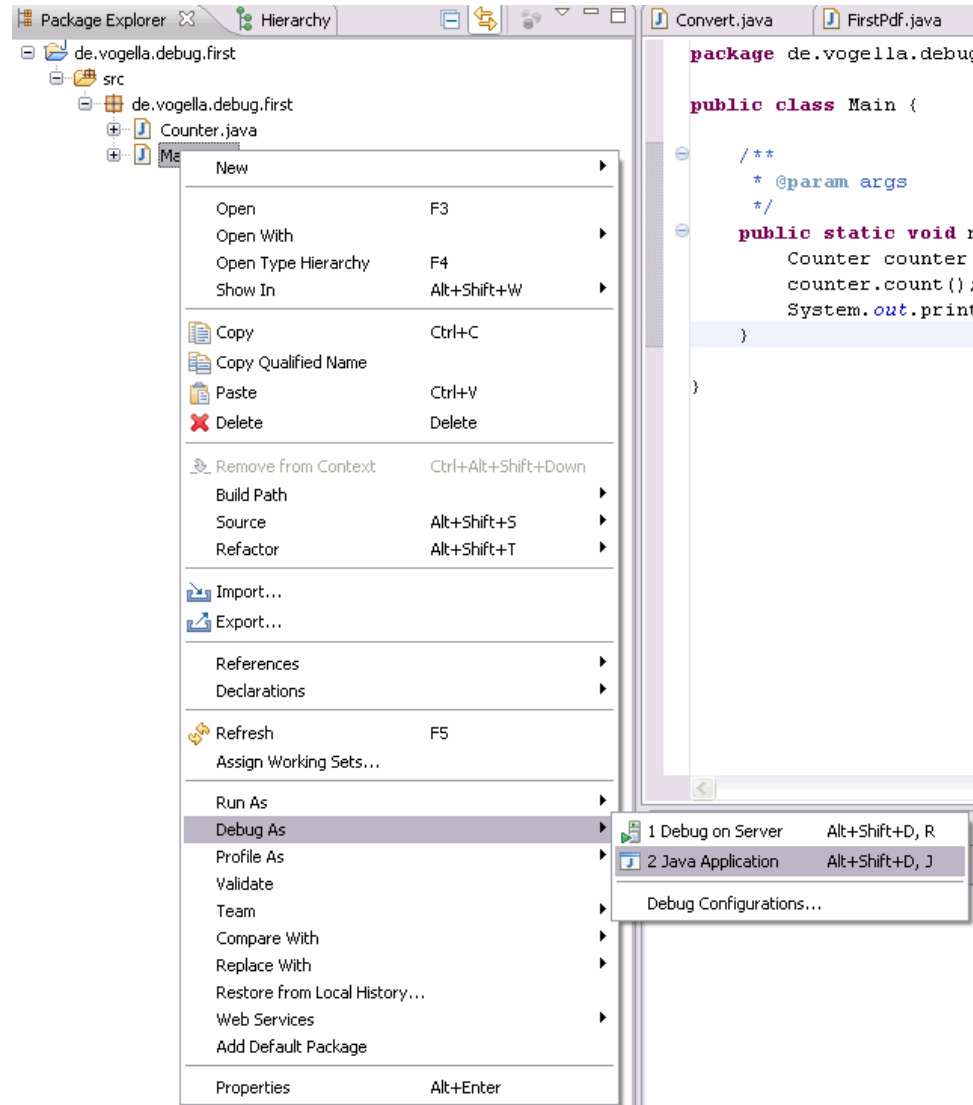 Package Explorer Hierarchy
de.vogella.debug.first
src
de.vogella.debug.first
Counter.java
Ma
New
Open F3
Open With
Open Type Hierarchy F4
Show In Alt+Shift+W
Copy Ctrl+C
Copy Qualified Name
Paste Ctrl+V
Delete Delete
Remove from Context Ctrl+Alt+Shift+Down
Build Path
Source Alt+Shift+S
Refactor Alt+Shift+T
Import...
Export...
References
Declarations
Refresh F5
Assign Working Sets...
Run As
Debug As
Profile As
Validate
Team
Compare With
Replace With
Restore from Local History...
Web Services
Add Default Package
Properties Alt+Enter
1 Debug on Server Alt+Shift+D, R
2 Java Application Alt+Shift+D, J
Debug Configurations...
Convert.java FirstPdf.java
package de.vogella.debug
public class Main {
/**
* @param args
*/
public static void
Counter counter
counter.count();
System.out.print
}
}